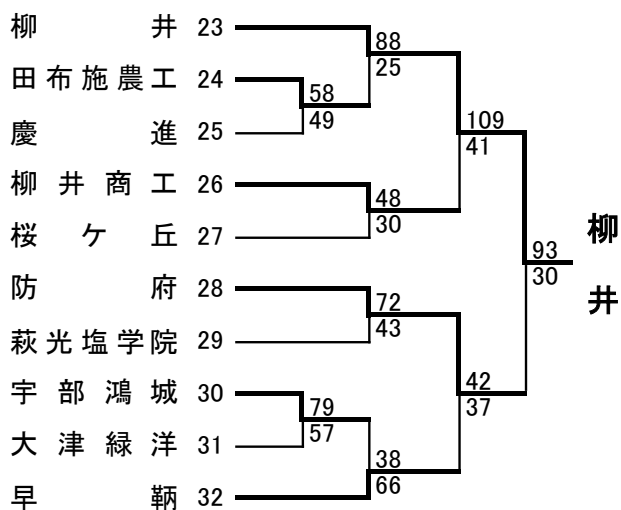 柳井 23
田布施農工 24
慶進 25
柳井商工 26
桜ケ丘 27
防府 28
萩光塩学院 29
宇部鴻城 30
大津緑洋 31
早鞆 32
58
49
79
57
88
25
48
30
72
43
38
66
109
41
42
37
93
30
柳井